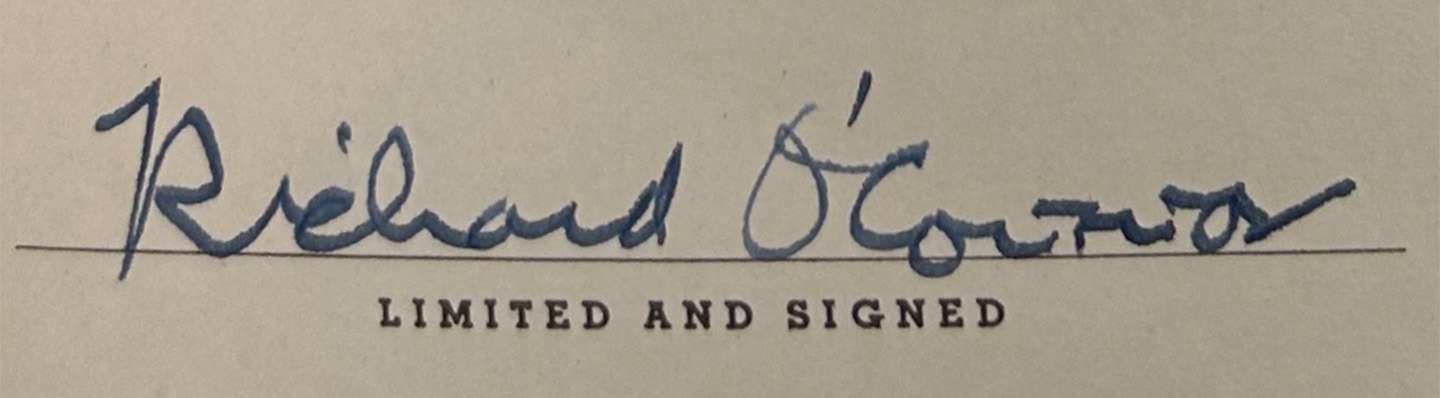 Richard O'Connor
LIMITED AND SIGNED